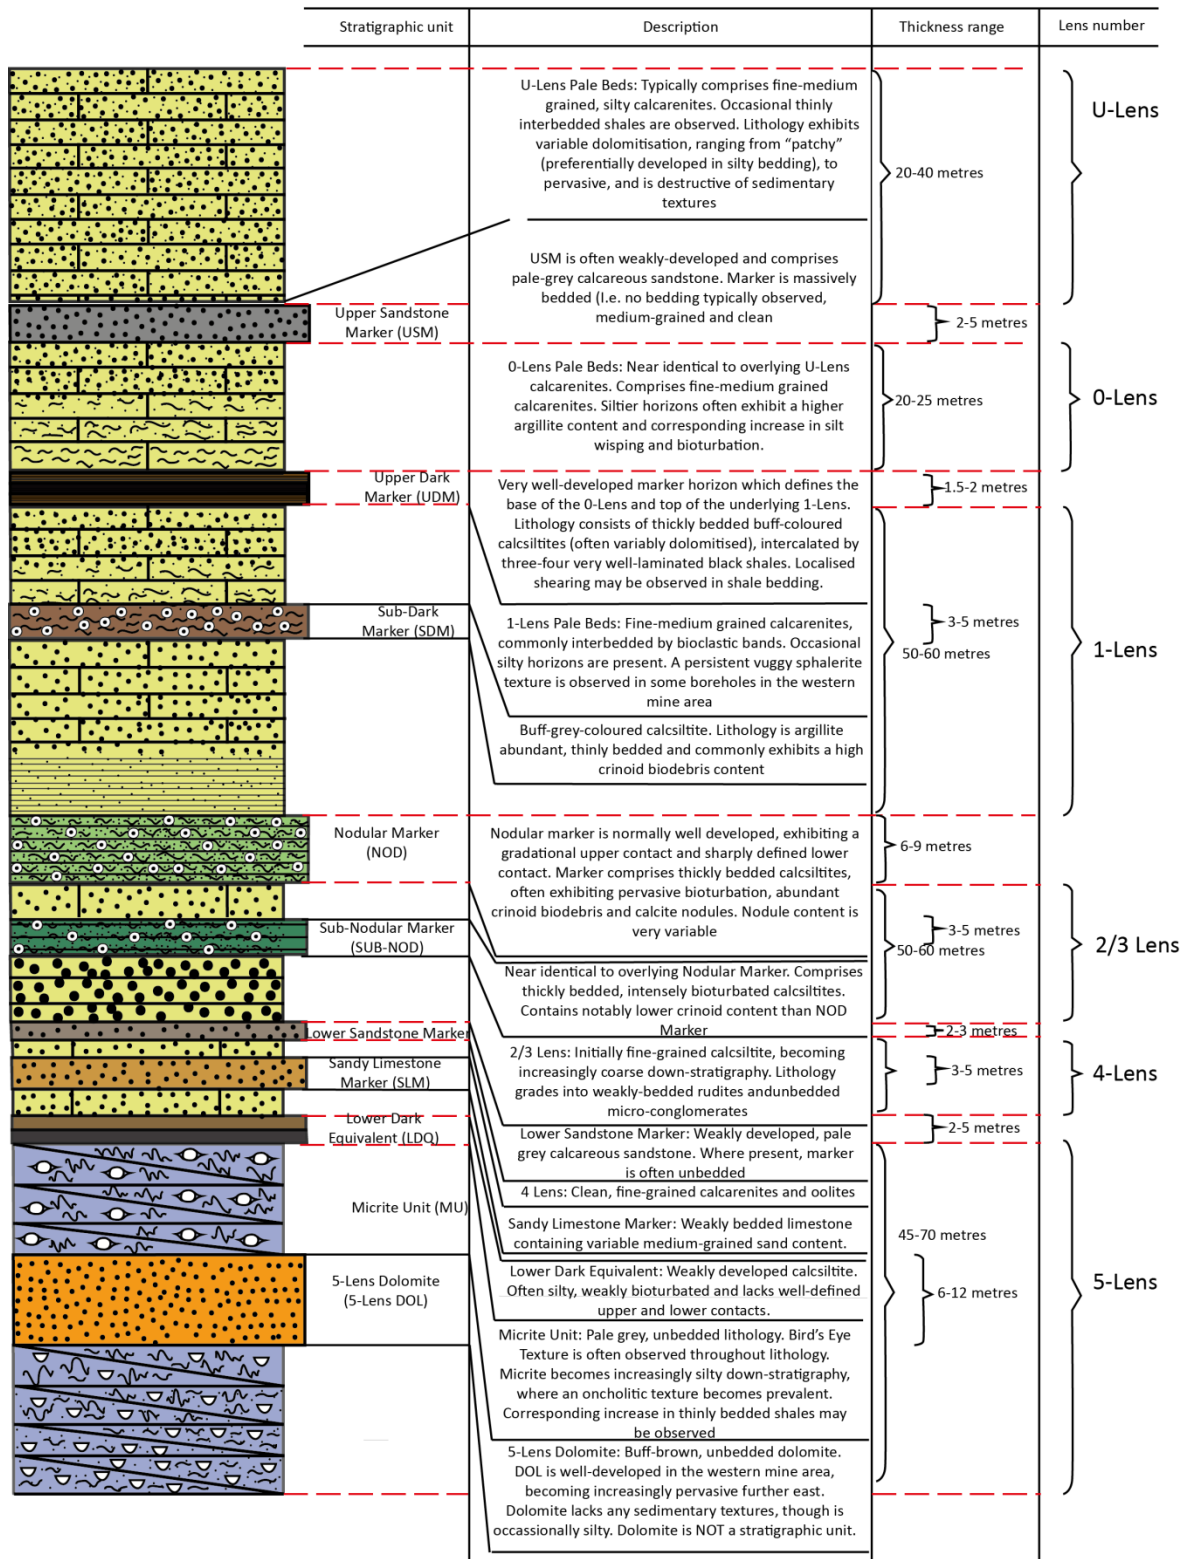 Stratigraphic unit
Description
Thickness range
Lens number
U-Lens Pale Beds: Typically comprises fine-medium
grained, silty calcarenites. Occasional thinly
interbedded shales are observed. Lithology exhibits
variable dolomitisation, ranging from “patchy”
(preferentially developed in silty bedding), to
pervasive, and is destructive of sedimentary
textures
20-40 metres
U-Lens
Upper Sandstone
Marker (USM)
USM is often weakly-developed and comprises
pale-grey calcareous sandstone. Marker is massively
bedded (I.e. no bedding typically observed,
medium-grained and clean
2-5 metres
0-Lens Pale Beds: Near identical to overlying U-Lens
calcarenites. Comprises fine-medium grained
calcarenites. Siltier horizons often exhibit a higher
argillite content and corresponding increase in silt
wisping and bioturbation.
20-25 metres
0-Lens
Upper Dark
Marker (UDM)
Very well-developed marker horizon which defines the
base of the 0-Lens and top of the underlying 1-Lens.
Lithology consists of thickly bedded buff-coloured
calcsiltites (often variably dolomitised), intercalated by
three-four very well-laminated black shales. Localised
shearing may be observed in shale bedding.
1.5-2 metres
Sub-Dark
Marker (SDM)
1-Lens Pale Beds: Fine-medium grained calcarenites,
commonly interbedded by bioclastic bands. Occasional
silty horizons are present. A persistent vuggy sphalerite
texture is observed in some boreholes in the western
mine area
3-5 metres
50-60 metres
1-Lens
Buff-grey-coloured calcsiltite. Lithology is argillite
abundant, thinly bedded and commonly exhibits a high
crinoid biodebris content
Nodular Marker
(NOD)
Nodular marker is normally well developed, exhibiting a
gradational upper contact and sharply defined lower
contact. Marker comprises thickly bedded calcsiltites,
often exhibiting pervasive bioturbation, abundant
crinoid biodebris and calcite nodules. Nodule content is
very variable
6-9 metres
Sub-Nodular Marker
(SUB-NOD)
3-5 metres
50-60 metres
2/3 Lens
Near identical to overlying Nodular Marker. Comprises
thickly bedded, intensely bioturbated calcsiltites.
Contains notably lower crinoid content than NOD
Marker
Lower Sandstone Marker
2-3 metres
2/3 Lens: Initially fine-grained calcsiltite, becoming
increasingly coarse down-stratigraphy. Lithology
grades into weakly-bedded rudites andunbedded
micro-conglomerates
Sandy Limestone
Marker (SLM)
3-5 metres
4-Lens
Lower Dark
Equivalent (LDQ)
2-5 metres
Lower Sandstone Marker: Weakly developed, pale
grey calcareous sandstone. Where present, marker
is often unbedded
4 Lens: Clean, fine-grained calcarenites and oolites
Micrite Unit (MU)
Sandy Limestone Marker: Weakly bedded limestone
containing variable medium-grained sand content.
45-70 metres
Lower Dark Equivalent: Weakly developed calcsiltite.
Often silty, weakly bioturbated and lacks well-defined
upper and lower contacts.
5-Lens Dolomite
(5-Lens DOL)
6-12 metres
5-Lens
Micrite Unit: Pale grey, unbedded lithology. Bird’s Eye
Texture is often observed throughout lithology.
Micrite becomes increasingly silty down-stratigraphy,
where an oncholitic texture becomes prevalent.
Corresponding increase in thinly bedded shales may
be observed
5-Lens Dolomite: Buff-brown, unbedded dolomite.
DOL is well-developed in the western mine area,
becoming increasingly pervasive further east.
Dolomite lacks any sedimentary textures, though is
occassionally silty. Dolomite is NOT a stratigraphic unit.